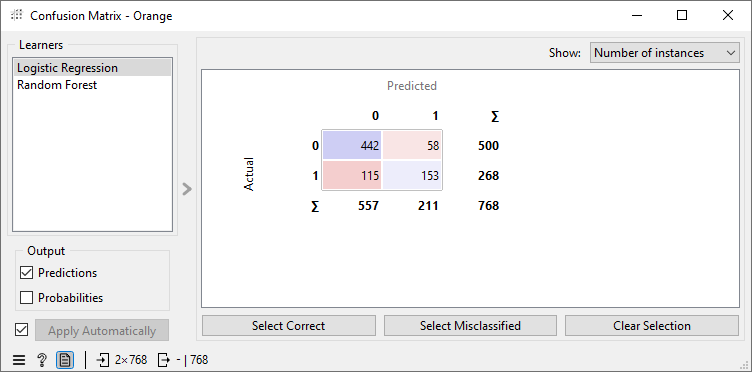 Confusion Matrix - Orange
Learners
Logistic Regression
Random Forest
Output
Predictions
Probabilities
Apply Automatically
Show: Number of instances
Predicted
0 1 ∑
Actual
0 442 58 500
1 115 153 268
∑ 557 211 768
Select Correct Select Misclassified Clear Selection
? 2×768 - | 768